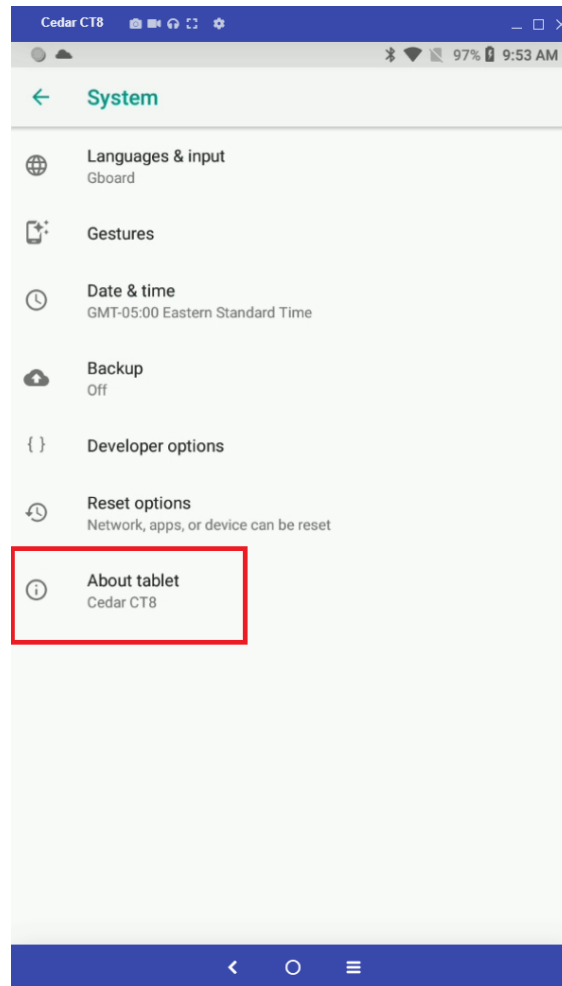 Cedar CT8
97% 9:53 AM
System
Languages & input
Gboard
Gestures
Date & time
GMT-05:00 Eastern Standard Time
Backup
Off
{ } Developer options
Reset options
Network, apps, or device can be reset
About tablet
Cedar CT8